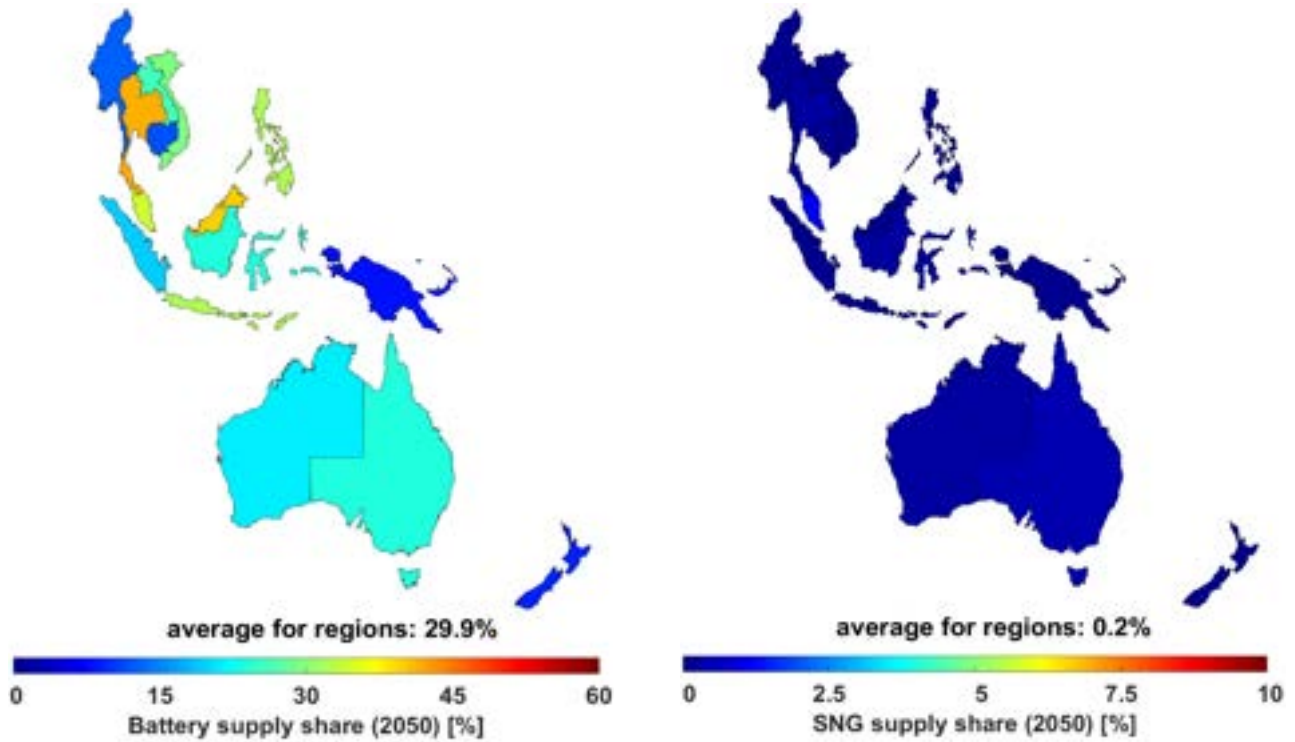 average for regions: 29.9%
0 15 30 45 60
Battery supply share (2050) [%]
average for regions: 0.2%
0 2.5 5 7.5 10
SNG supply share (2050) [%]